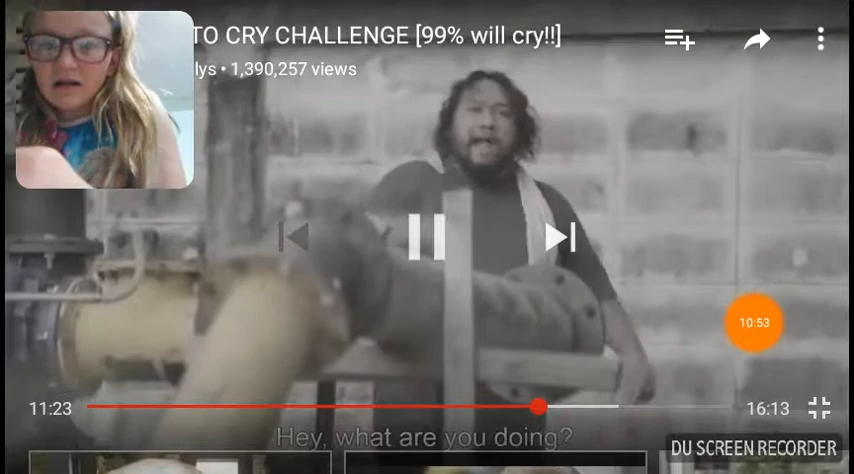 TO CRY CHALLENGE [99% will cry!!]
lys • 1,390,257 views
10:53
11:23
16:13
Hey, what are you doing?
DU SCREEN RECORDER